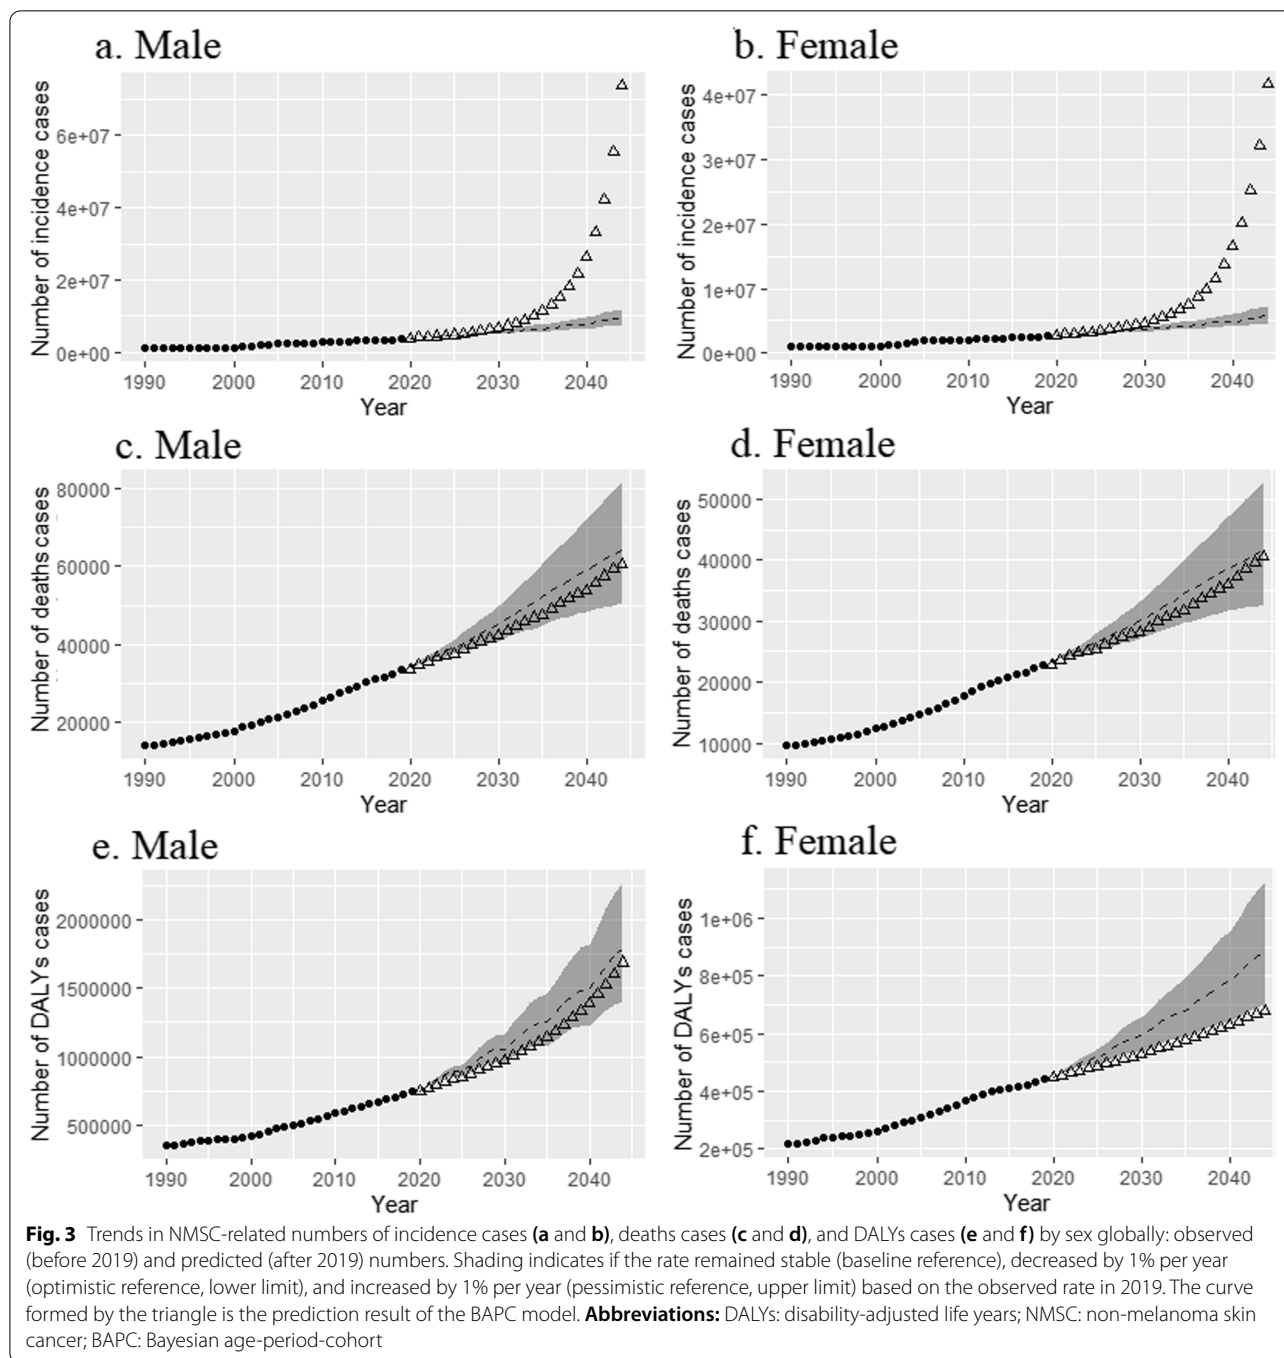 a. Male
Number of incidence cases
6e+07
4e+07
2e+07
0e+00
1990 2000 2010 2020 2030 2040
Year
b. Female
Number of incidence cases
4e+07
3e+07
2e+07
1e+07
0e+00
1990 2000 2010 2020 2030 2040
Year
c. Male
Number of deaths cases
80000
60000
40000
20000
1990 2000 2010 2020 2030 2040
Year
d. Female
Number of deaths cases
50000
40000
30000
20000
10000
1990 2000 2010 2020 2030 2040
Year
e. Male
Number of DALYs cases
2000000
1500000
1000000
500000
1990 2000 2010 2020 2030 2040
Year
f. Female
Number of DALYs cases
1e+06
8e+05
6e+05
4e+05
2e+05
1990 2000 2010 2020 2030 2040
Year
Fig. 3 Trends in NMSC-related numbers of incidence cases (a and b), deaths cases (c and d), and DALYs cases (e and f) by sex globally: observed
(before 2019) and predicted (after 2019) numbers. Shading indicates if the rate remained stable (baseline reference), decreased by 1% per year
(optimistic reference, lower limit), and increased by 1% per year (pessimistic reference, upper limit) based on the observed rate in 2019. The curve
formed by the triangle is the prediction result of the BAPC model. Abbreviations: DALYs: disability-adjusted life years; NMSC: non-melanoma skin
cancer; BAPC: Bayesian age-period-cohort